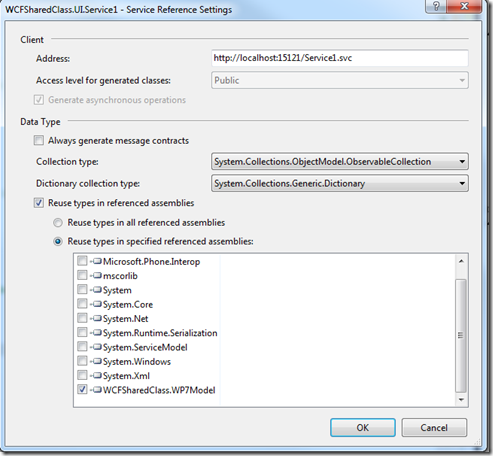 WCFSharedClass.UI.Service1 - Service Reference Settings
Client
Address:
http://localhost:15121/Service1.svc
Access level for generated classes:
Public
Generate asynchronous operations
Data Type
Always generate message contracts
Collection type:
System.Collections.ObjectModel.ObservableCollection
Dictionary collection type:
System.Collections.Generic.Dictionary
Reuse types in referenced assemblies
Reuse types in all referenced assemblies
Reuse types in specified referenced assemblies:
Microsoft.Phone.Interop
mscorlib
System
System.Core
System.Net
System.Runtime.Serialization
System.ServiceModel
System.Windows
System.Xml
WCFSharedClass.WP7Model
OK
Cancel